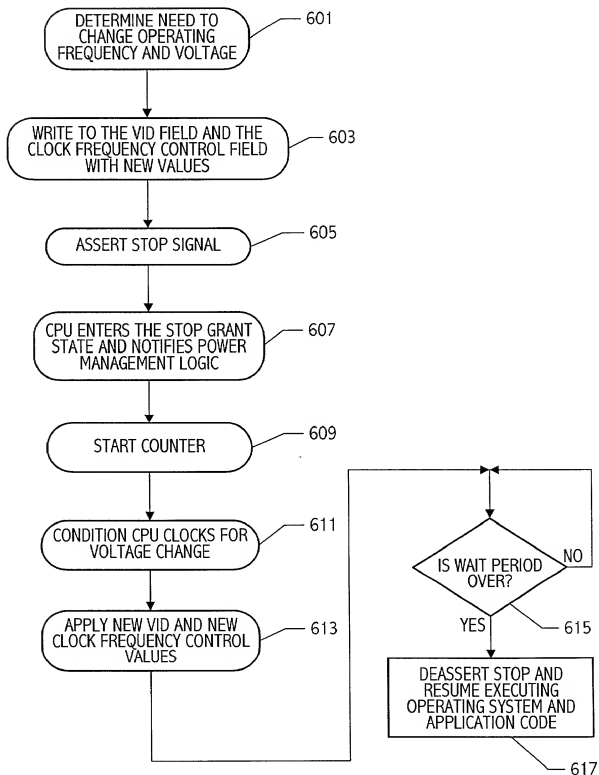 DETERMINE NEED TO
CHANGE OPERATING
FREQUENCY AND VOLTAGE
601
WRITE TO THE VID FIELD AND THE
CLOCK FREQUENCY CONTROL FIELD
WITH NEW VALUES
603
ASSERT STOP SIGNAL
605
CPU ENTERS THE STOP GRANT
STATE AND NOTIFIES POWER
MANAGEMENT LOGIC
607
START COUNTER
609
CONDITION CPU CLOCKS FOR
VOLTAGE CHANGE
611
APPLY NEW VID AND NEW
CLOCK FREQUENCY CONTROL
VALUES
613
IS WAIT PERIOD
OVER?
NO
YES
615
DEASSERT STOP AND
RESUME EXECUTING
OPERATING SYSTEM AND
APPLICATION CODE
617